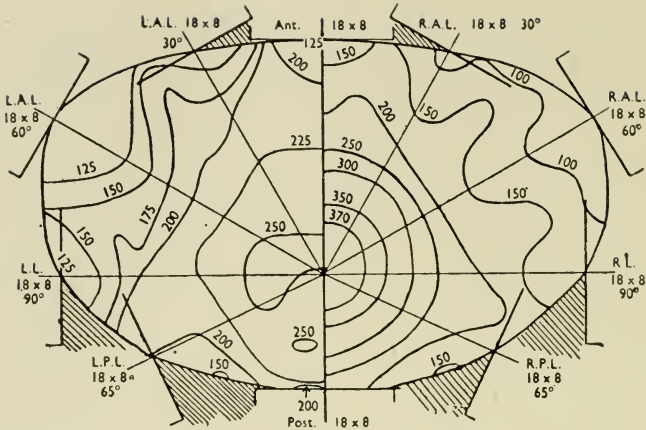 L.A.L. 18 x 8 30°
Ant. 18 x 8
R.A.L. 18 x 8 30°
125 150
200
150
100
L.A.L.
18 x 8
60°
R.A.L.
18 x 8
60°
150
200
125
225
250
100
150
300
175
200
350
150
370
150
250
125
L.L.
18 x 8
90°
R.L.
18 x 8
90°
250
200
150
150
L.P.L.
18 x 8
65°
R.P.L.
18 x 8
65°
200
Post. 18 x 8